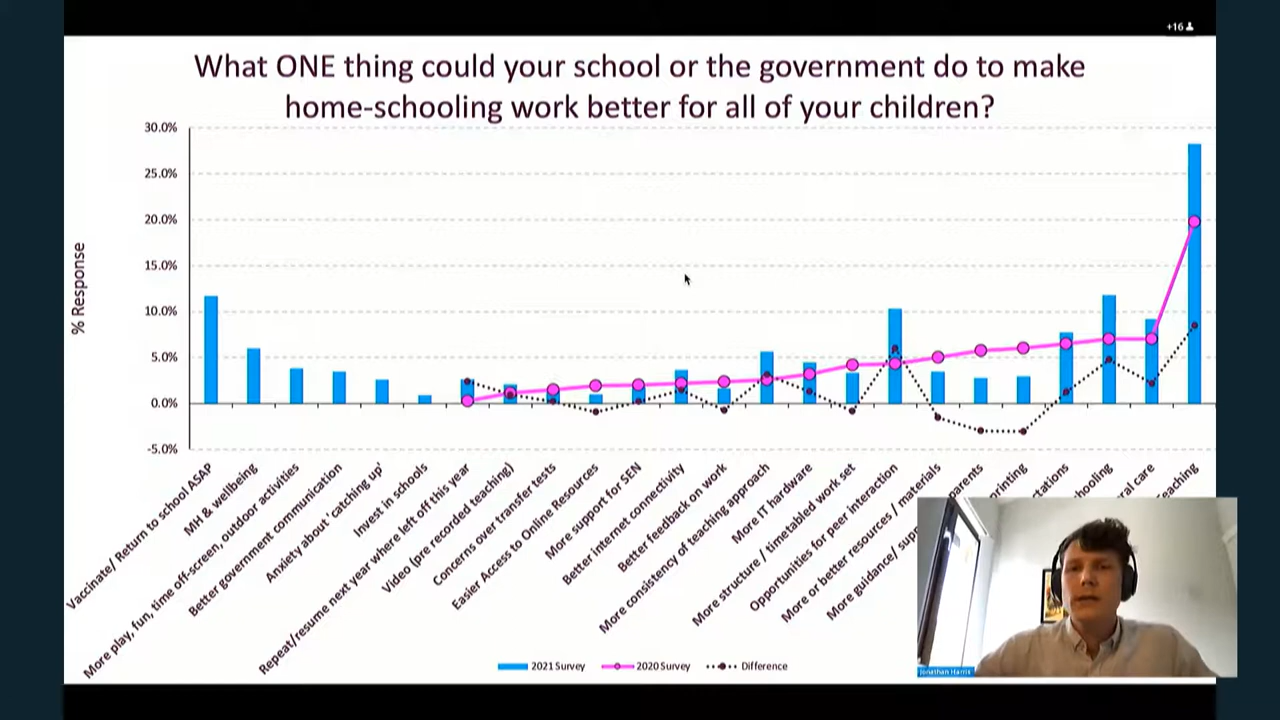 +16
What ONE thing could your school or the government do to make
home-schooling work better for all of your children?
30.0%
25.0%
20.0%
15.0%
10.0%
5.0%
0.0%
-5.0%
% Response
Vaccinate/ Return to school ASAP
MH & wellbeing
More play, fun, time off-screen, outdoor activities
Better government communication
Anxiety about 'catching up'
Invest in schools
Repeat/resume next year where left off this year
Video (pre recorded teaching)
Concerns over transfer tests
Easier Access to Online Resources
More support for SEN
Better internet connectivity
Better feedback on work
More consistency of teaching approach
More IT hardware
More structure / timetabled work set
Opportunities for peer interaction
More or better resources / materials
More guidance/ supp
parents
printing
ctations
schooling
ral care
Teaching
2021 Survey
2020 Survey
Difference
Jonathan Harris